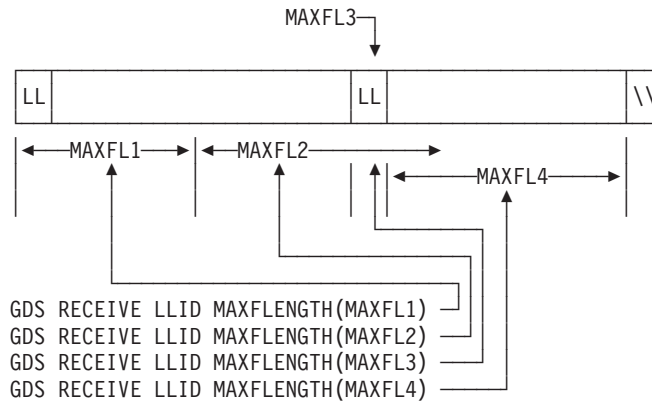 MAXFL3
LL LL \\
MAXFL1 MAXFL2
MAXFL4
GDS RECEIVE LLID MAXFLENGTH(MAXFL1)
GDS RECEIVE LLID MAXFLENGTH(MAXFL2)
GDS RECEIVE LLID MAXFLENGTH(MAXFL3)
GDS RECEIVE LLID MAXFLENGTH(MAXFL4)